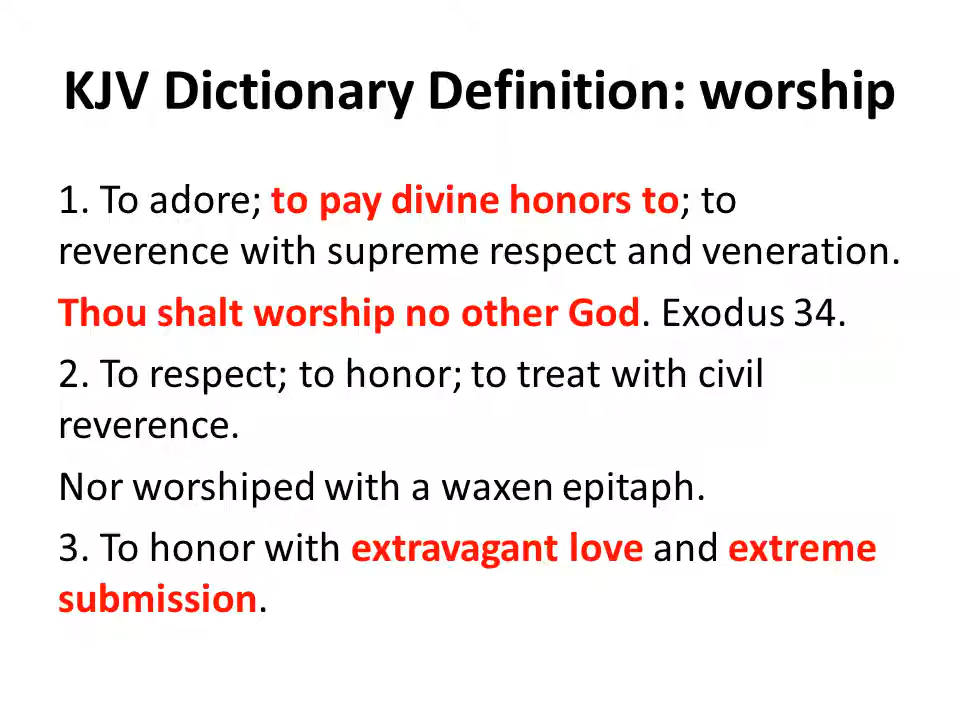 KJV Dictionary Definition: worship
1. To adore; to pay divine honors to; to
reverence with supreme respect and veneration.
Thou shalt worship no other God. Exodus 34.
2. To respect; to honor; to treat with civil
reverence.
Nor worshiped with a waxen epitaph.
3. To honor with extravagant love and extreme
submission.